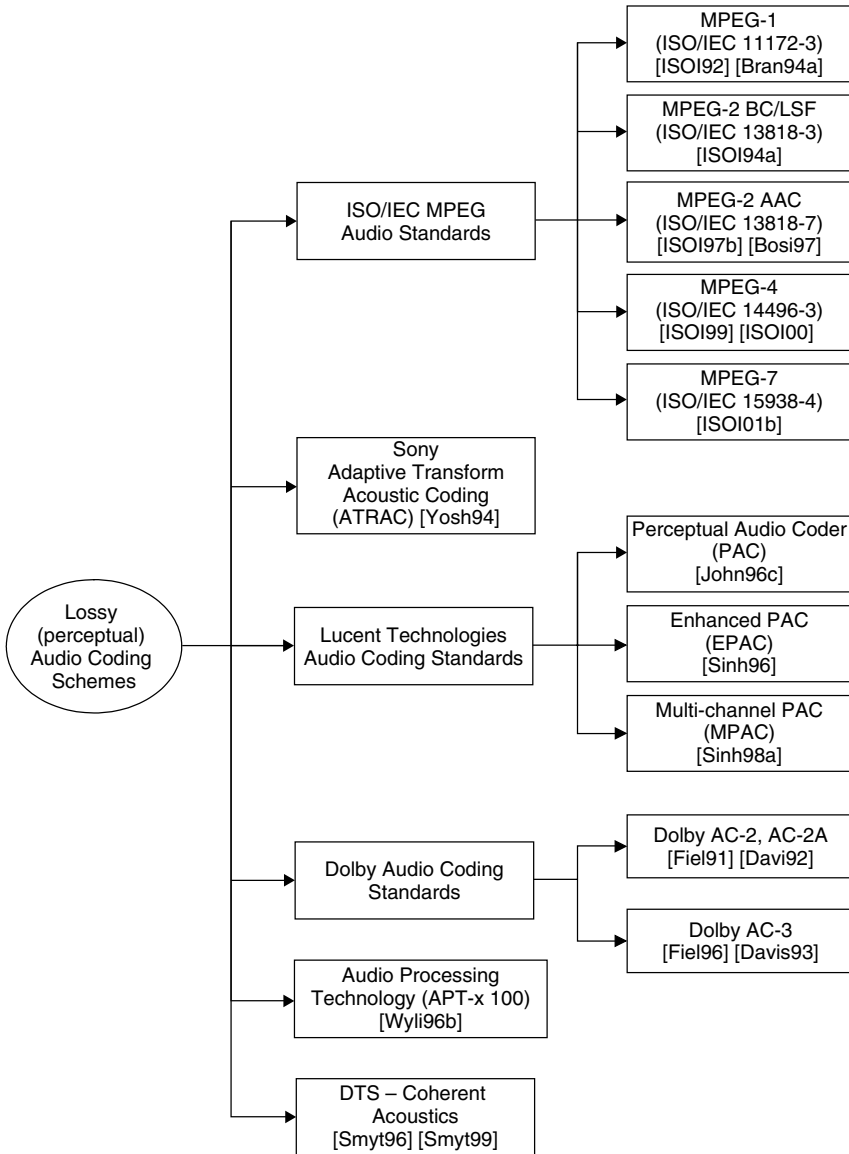 Lossy
(perceptual)
Audio Coding
Schemes
ISO/IEC MPEG
Audio Standards
MPEG-1
(ISO/IEC 11172-3)
[ISOI92] [Bran94a]
MPEG-2 BC/LSF
(ISO/IEC 13818-3)
[ISOI94a]
MPEG-2 AAC
(ISO/IEC 13818-7)
[ISOI97b] [Bosi97]
MPEG-4
(ISO/IEC 14496-3)
[ISOI99] [ISOI00]
MPEG-7
(ISO/IEC 15938-4)
[ISOI01b]
Sony
Adaptive Transform
Acoustic Coding
(ATRAC) [Yosh94]
Lucent Technologies
Audio Coding Standards
Perceptual Audio Coder
(PAC)
[John96c]
Enhanced PAC
(EPAC)
[Sinh96]
Multi-channel PAC
(MPAC)
[Sinh98a]
Dolby Audio Coding
Standards
Dolby AC-2, AC-2A
[Fiel91] [Davi92]
Dolby AC-3
[Fiel96] [Davis93]
Audio Processing
Technology (APT-x 100)
[Wyli96b]
DTS – Coherent
Acoustics
[Smyt96] [Smyt99]